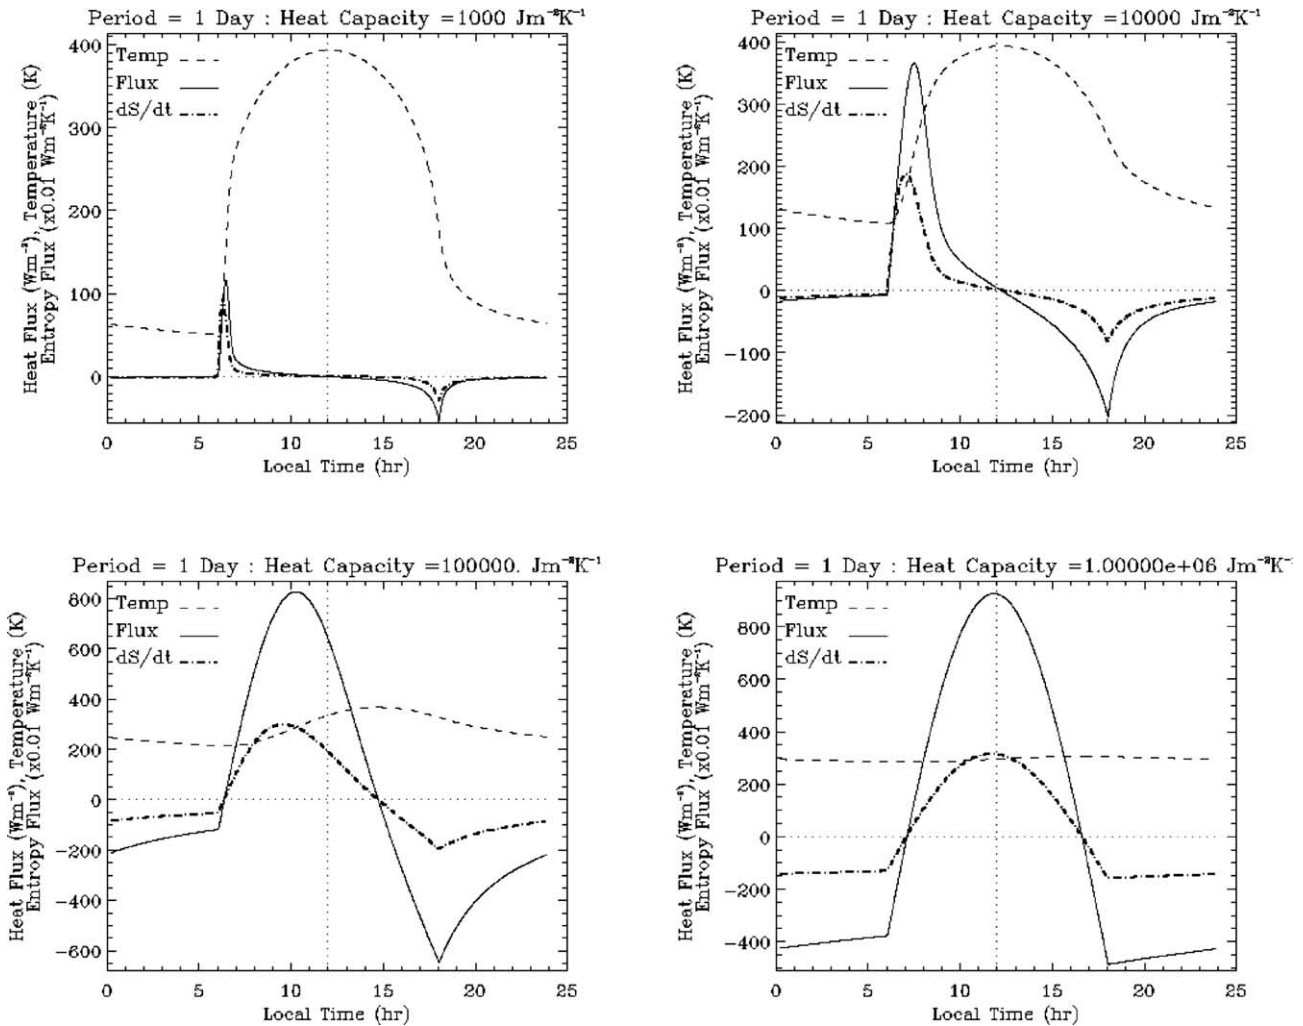 Period = 1 Day : Heat Capacity =1000 Jm⁻²K⁻¹
Heat Flux (Wm⁻²), Temperature (K)
Entropy Flux (x0.01 Wm⁻²K⁻¹)
400
300
200
100
0
Temp
Flux
dS/dt
0 5 10 15 20 25
Local Time (hr)
Period = 1 Day : Heat Capacity =10000 Jm⁻²K⁻¹
Heat Flux (Wm⁻²), Temperature (K)
Entropy Flux (x0.01 Wm⁻²K⁻¹)
400
300
200
100
0
-100
-200
Temp
Flux
dS/dt
0 5 10 15 20 25
Local Time (hr)
Period = 1 Day : Heat Capacity =100000. Jm⁻²K⁻¹
Heat Flux (Wm⁻²), Temperature (K)
Entropy Flux (x0.01 Wm⁻²K⁻¹)
800
600
400
200
0
-200
-400
-600
Temp
Flux
dS/dt
0 5 10 15 20 25
Local Time (hr)
Period = 1 Day : Heat Capacity =1.00000e+06 Jm⁻²K⁻¹
Heat Flux (Wm⁻²), Temperature (K)
Entropy Flux (x0.01 Wm⁻²K⁻¹)
800
600
400
200
0
-200
-400
Temp
Flux
dS/dt
0 5 10 15 20 25
Local Time (hr)